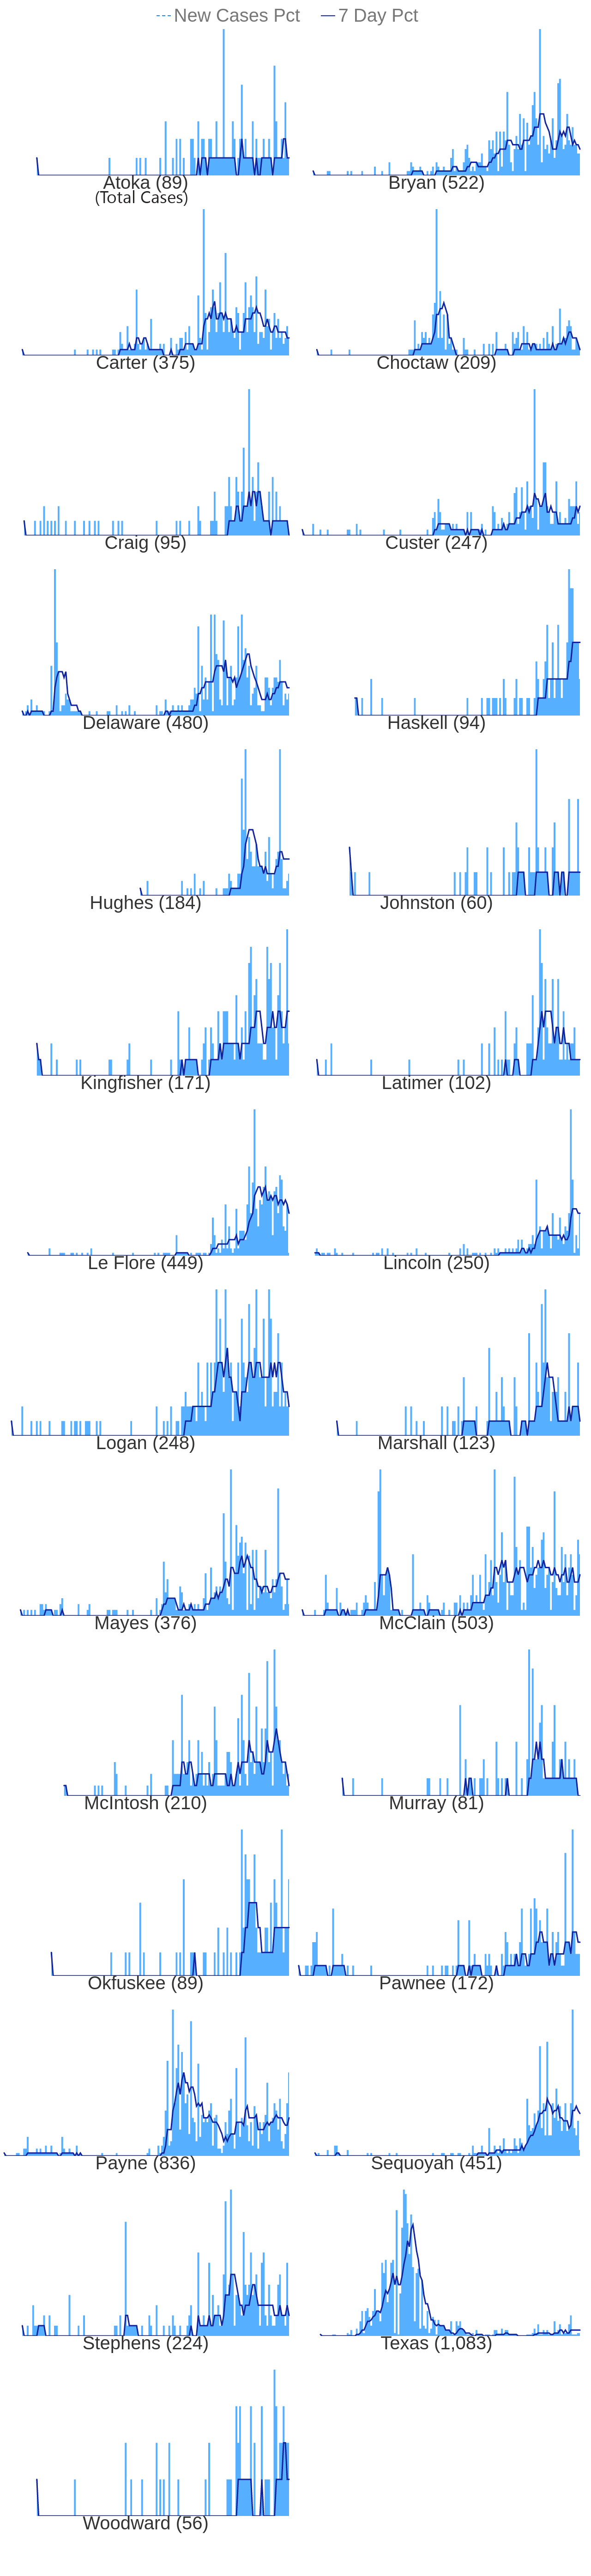 New Cases Pct 7 Day Pct
Atoka (89) Bryan (522)
(Total Cases)
Carter (375) Choctaw (209)
Craig (95) Custer (247)
Delaware (480) Haskell (94)
Hughes (184) Johnston (60)
Kingfisher (171) Latimer (102)
Le Flore (449) Lincoln (250)
Logan (248) Marshall (123)
Mayes (376) McClain (503)
McIntosh (210) Murray (81)
Okfuskee (89) Pawnee (172)
Payne (836) Sequoyah (451)
Stephens (224) Texas (1,083)
Woodward (56)